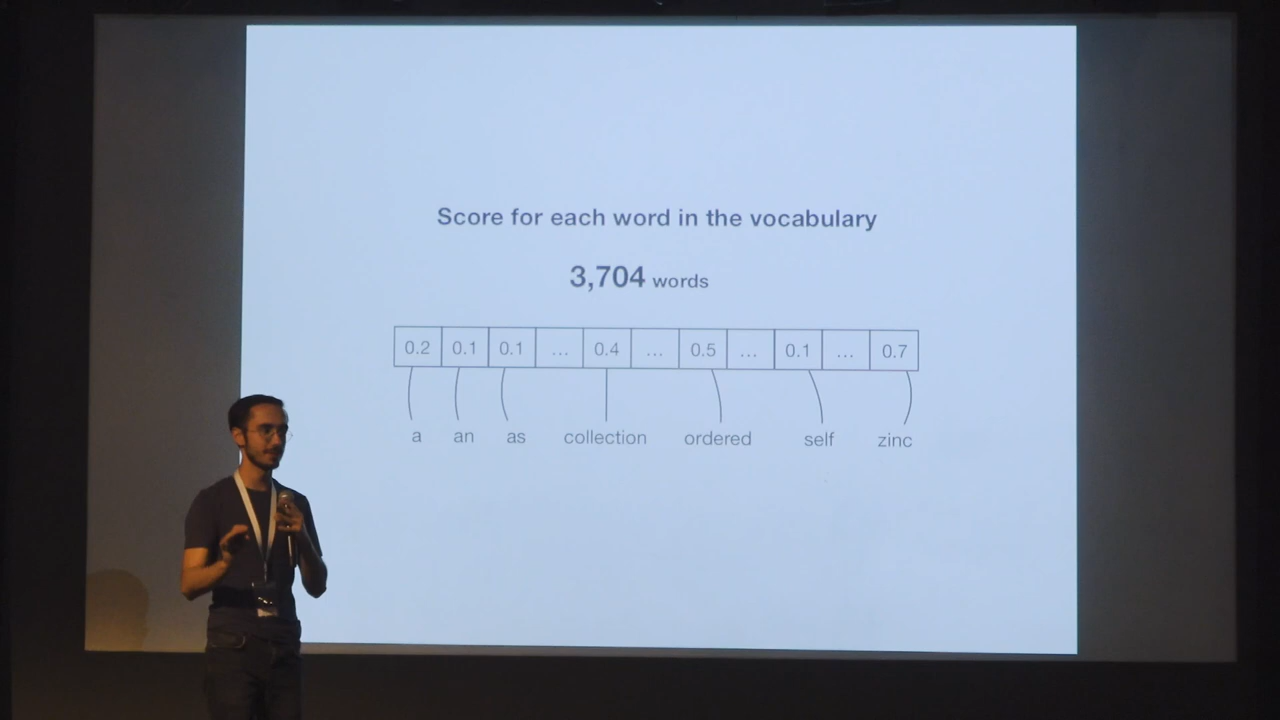 Score for each word in the vocabulary
3,704 words
0.2 0.1 0.1 ... 0.4 ... 0.5 ... 0.1 ... 0.7
a an as collection ordered self zinc